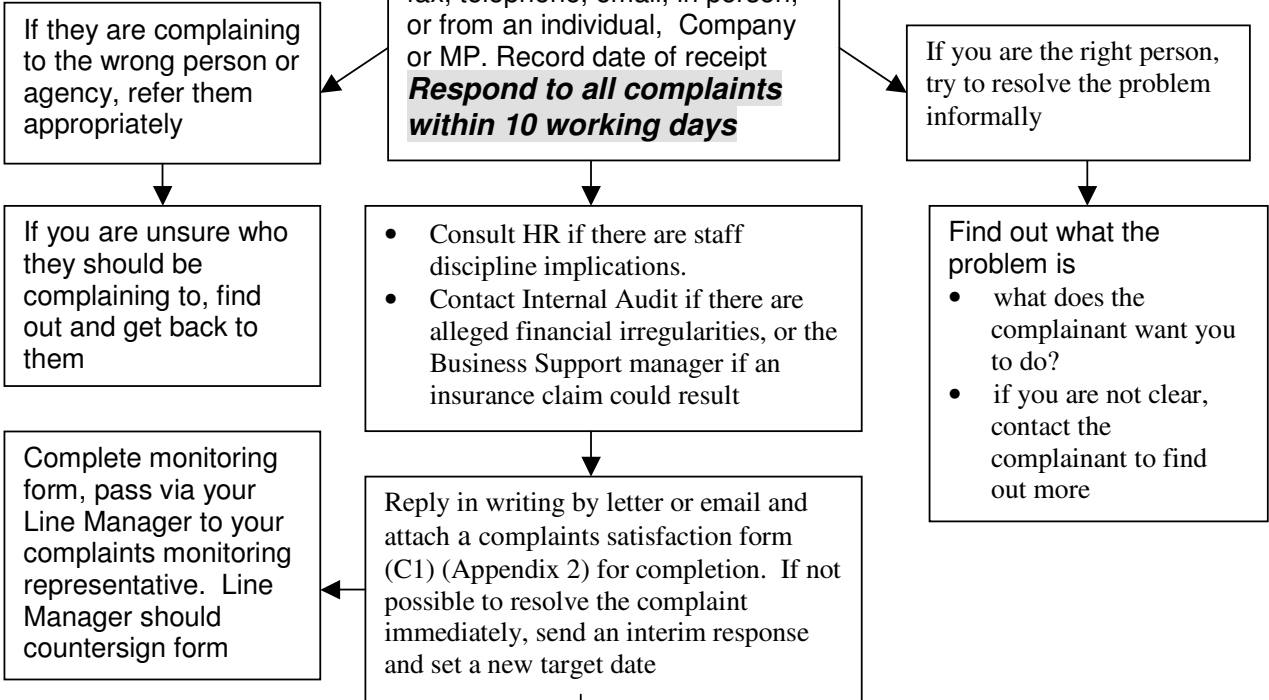 fax, telephone, email, in person,
or from an individual,  Company
or MP. Record date of receipt
Respond to all complaints
within 10 working days
If they are complaining
to the wrong person or
agency, refer them
appropriately
If you are the right person,
try to resolve the problem
informally
If you are unsure who
they should be
complaining to, find
out and get back to
them
• Consult HR if there are staff
discipline implications.
• Contact Internal Audit if there are
alleged financial irregularities, or the
Business Support manager if an
insurance claim could result
Find out what the
problem is
• what does the
complainant want you
to do?
• if you are not clear,
contact the
complainant to find
out more
Complete monitoring
form, pass via your
Line Manager to your
complaints monitoring
representative.  Line
Manager should
countersign form
Reply in writing by letter or email and
attach a complaints satisfaction form
(C1) (Appendix 2) for completion.  If not
possible to resolve the complaint
immediately, send an interim response
and set a new target date